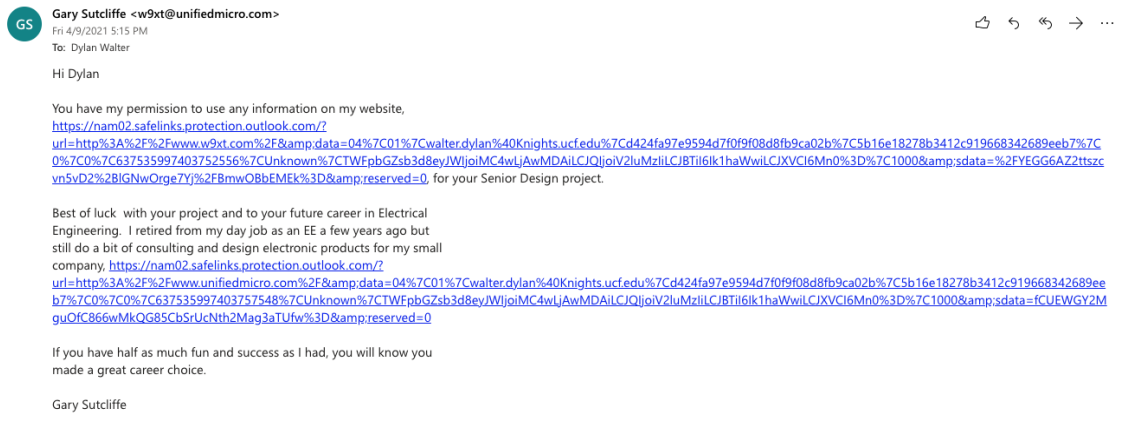 GS
Gary Sutcliffe <w9xt@unifiedmicro.com>
Fri 4/9/2021 5:15 PM
To: Dylan Walter
Hi Dylan
You have my permission to use any information on my website,
https://nam02.safelinks.protection.outlook.com/?
url=http%3A%2F%2Fwww.w9xt.com%2F&amp;data=04%7C01%7Cwalter.dylan%40Knights.ucf.edu%7Cd424fa97e9594d7f0f9f08d8fb9ca02b%7C5b16e18278b3412c919668342689eeb7%7C
0%7C0%7C637535997403752556%7CUnknown%7CTWFpbGZsb3d8eyJWIjoiMC4wLjAwMDAiLCJQIjoiV2luMzIiLCJBTiI6Ik1haWwiLCJXVCI6Mn0%3D%7C1000&amp;sdata=%2FYEGG6AZ2ttszc
vn5vD2%2BlGNwOrge7Yj%2FBmwOBbEMEk%3D&amp;reserved=0, for your Senior Design project.
Best of luck  with your project and to your future career in Electrical
Engineering.  I retired from my day job as an EE a few years ago but
still do a bit of consulting and design electronic products for my small
company, https://nam02.safelinks.protection.outlook.com/?
url=http%3A%2F%2Fwww.unifiedmicro.com%2F&amp;data=04%7C01%7Cwalter.dylan%40Knights.ucf.edu%7Cd424fa97e9594d7f0f9f08d8fb9ca02b%7C5b16e18278b3412c919668342689ee
b7%7C0%7C0%7C637535997403757548%7CUnknown%7CTWFpbGZsb3d8eyJWIjoiMC4wLjAwMDAiLCJQIjoiV2luMzIiLCJBTiI6Ik1haWwiLCJXVCI6Mn0%3D%7C1000&amp;sdata=fCUEWGY2M
guOfC866wMkQG85CbSrUcNth2Mag3aTUfw%3D&amp;reserved=0
If you have half as much fun and success as I had, you will know you
made a great career choice.
Gary Sutcliffe